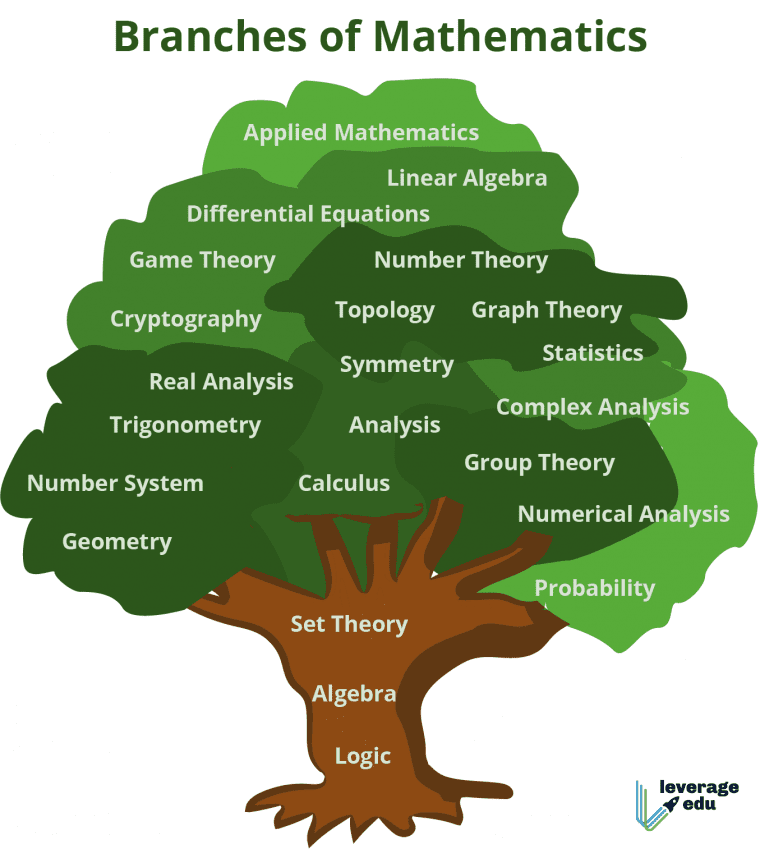 Branches of Mathematics
Applied Mathematics
Linear Algebra
Differential Equations
Game Theory
Number Theory
Cryptography
Topology
Graph Theory
Statistics
Symmetry
Real Analysis
Complex Analysis
Trigonometry
Analysis
Group Theory
Number System
Calculus
Numerical Analysis
Geometry
Probability
Set Theory
Algebra
Logic
leverage
edu